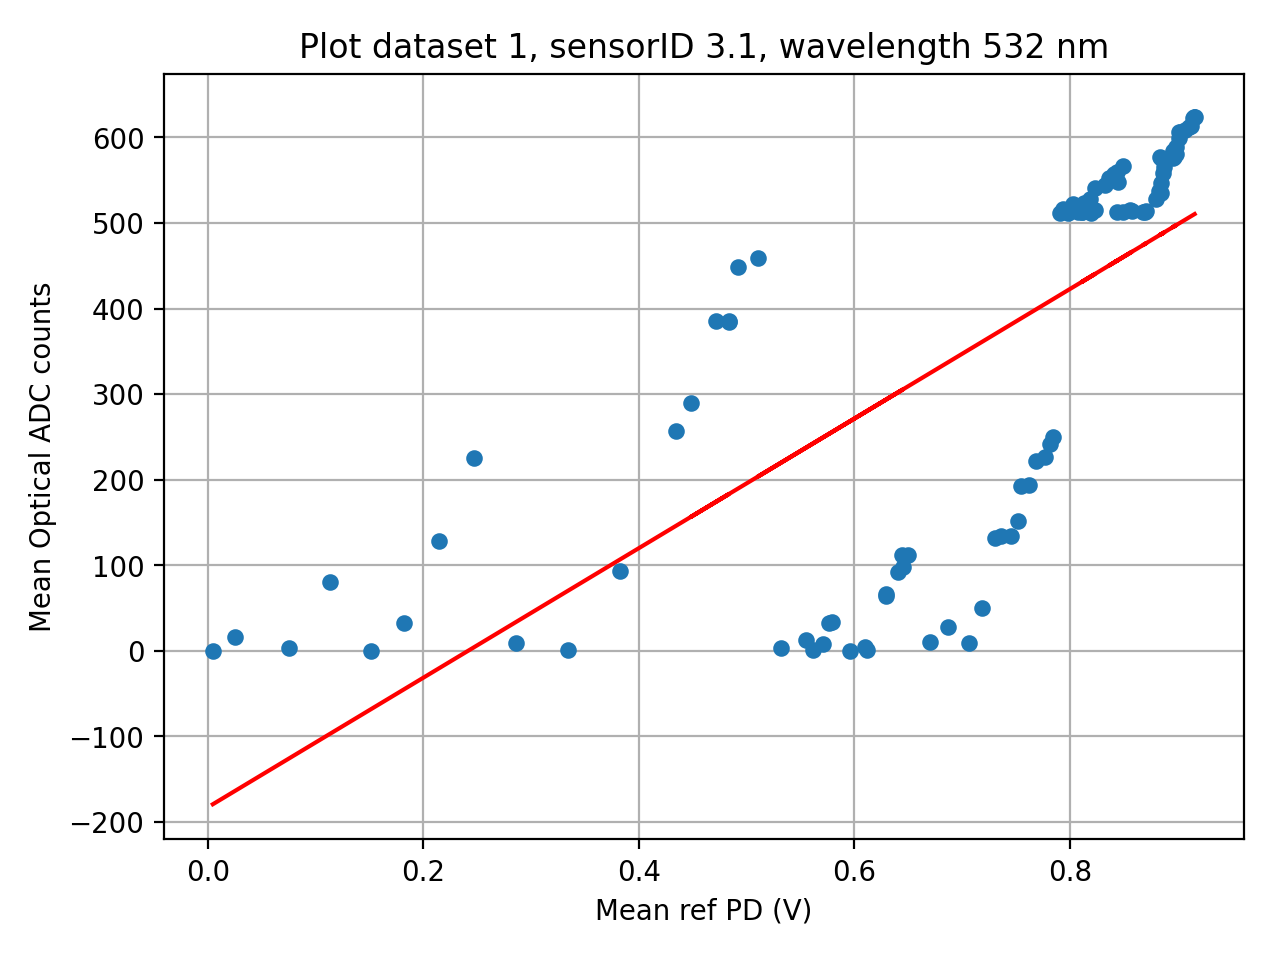 Plot dataset 1, sensorID 3.1, wavelength 532 nm
600
500
400
300
200
100
0
−100
−200
Mean Optical ADC counts
0.0 0.2 0.4 0.6 0.8
Mean ref PD (V)